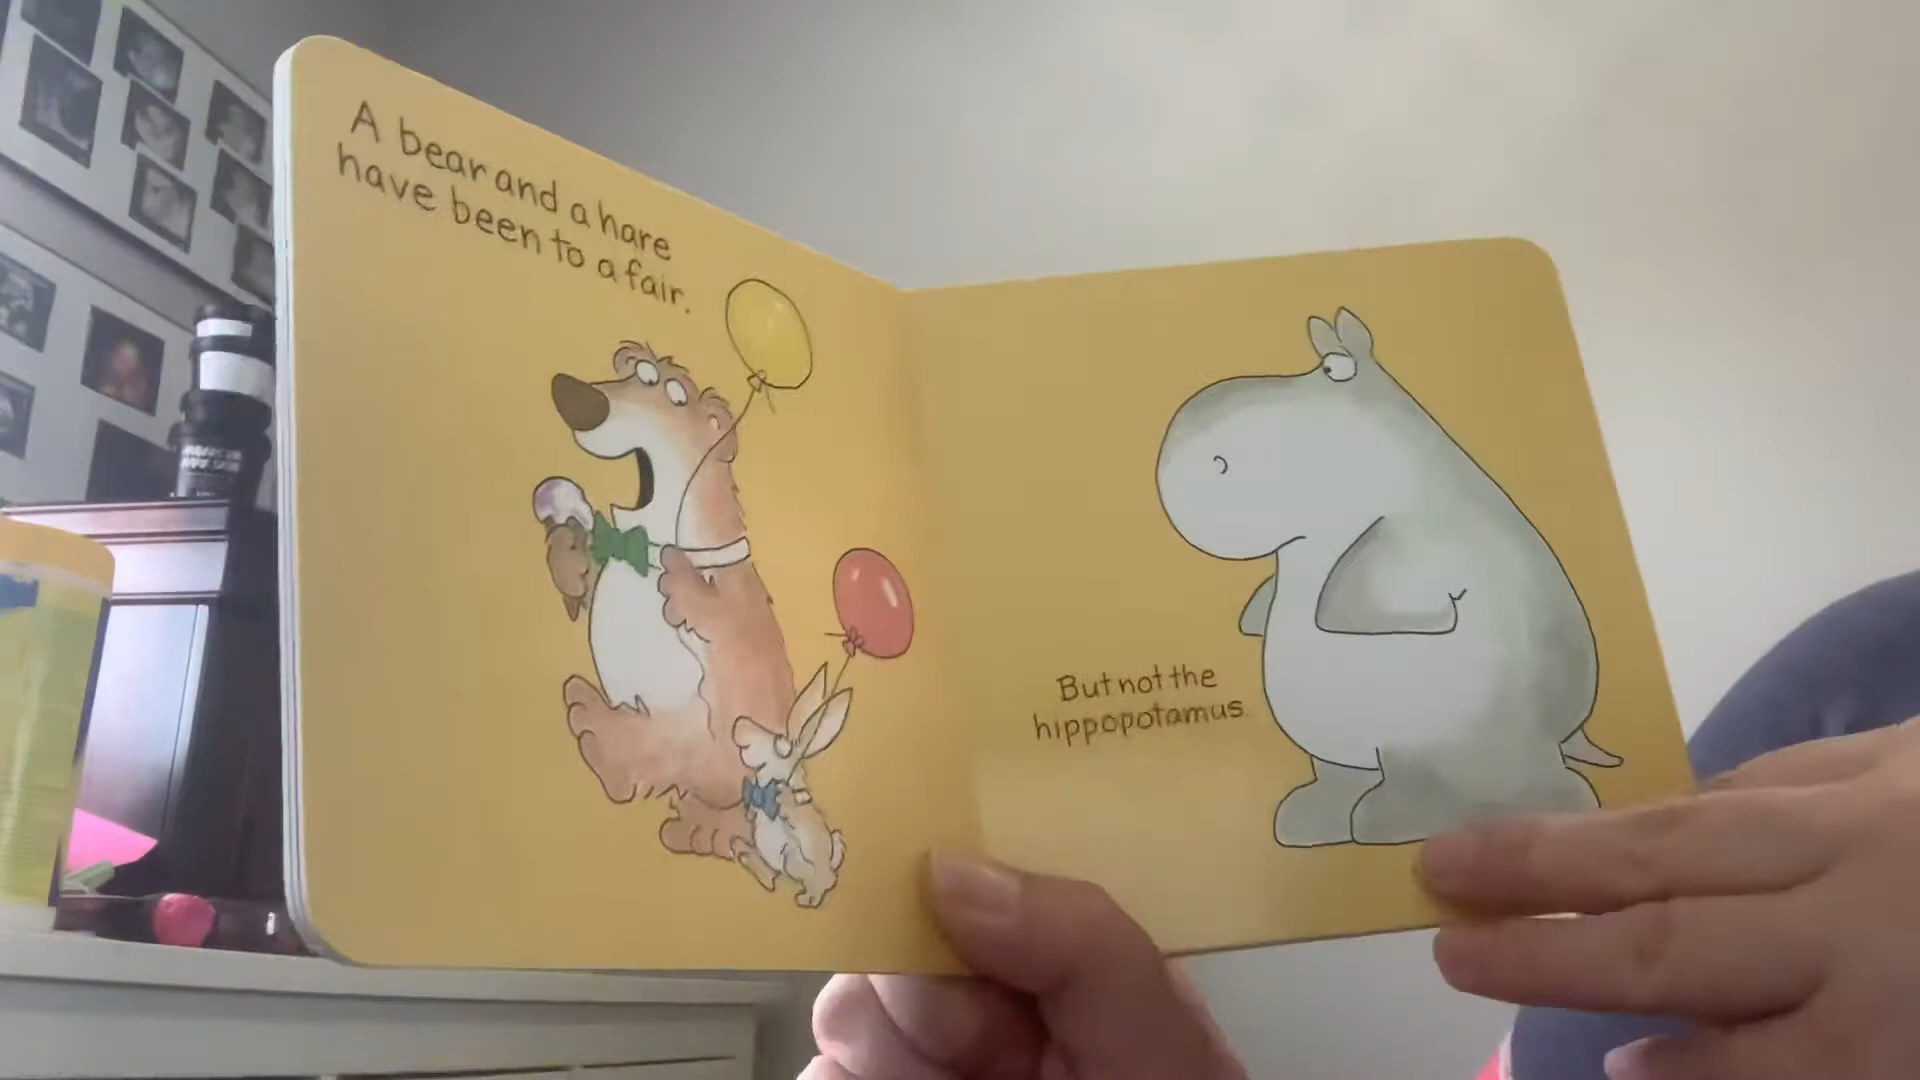 A bear and a hare
have been to a fair.
But not the
hippopotamus.